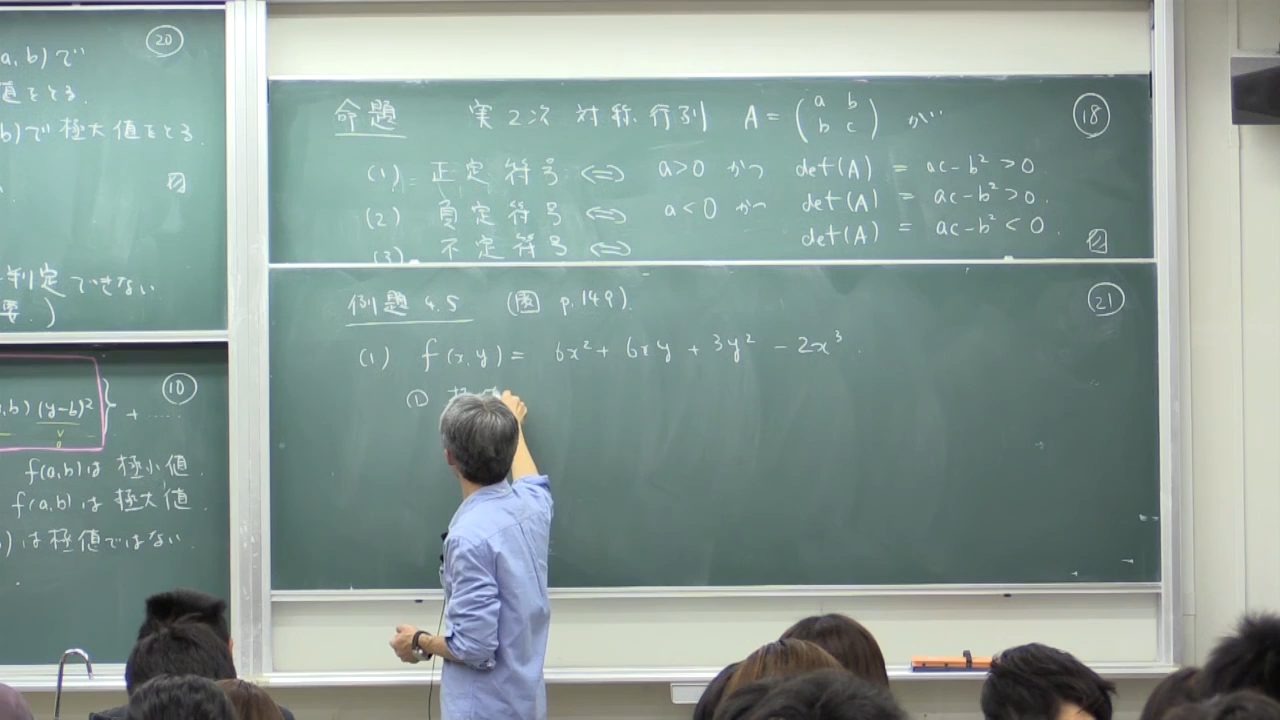 ⑳
a, b)で
値をとる.
b)で極大値をとる.
判定できない
要.)
⑩
a,b)(y-b)² } + ……
f(a,b)は 極小値.
f(a,b)は 極大値.
)は極値ではない
命題 実2次対称行列 A = (a b / b c) が… ⑱
(1) 正定符号 ⇔ a>0 かつ det(A) = ac-b²>0.
(2) 負定符号 ⇔ a<0 かつ det(A) = ac-b²>0.
(3) 不定符号 ⇔ det(A) = ac-b²<0.
例題 4.5 (圏 p.149). ㉑
(1) f(x,y) = 6x²+6xy+3y²-2x³.
① 極